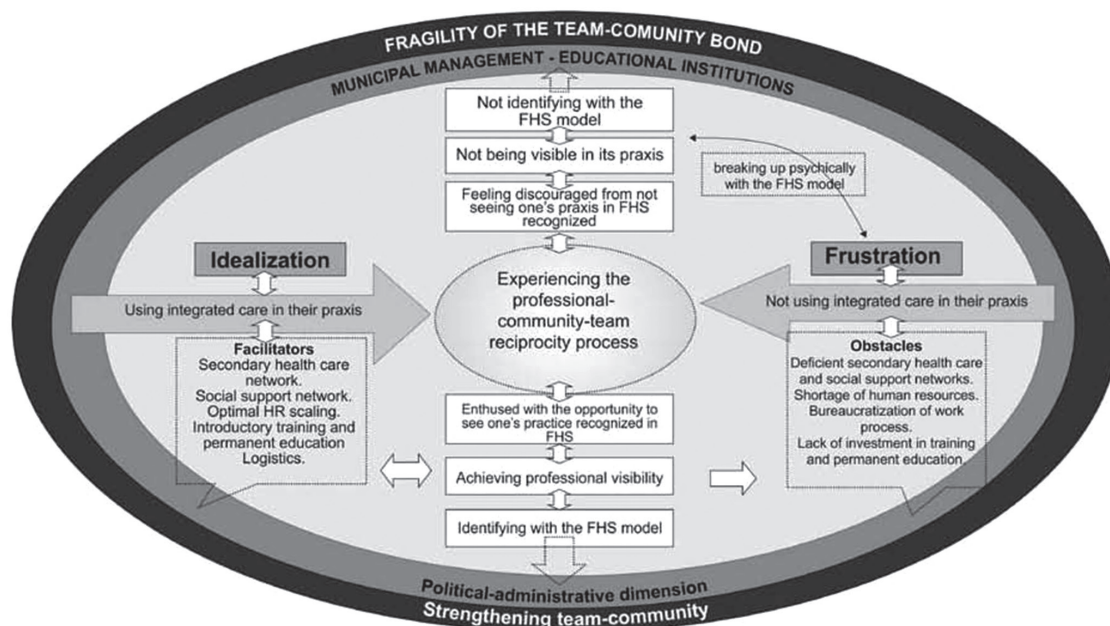 FRAGILITY OF THE TEAM-COMUNITY BOND
MUNICIPAL MANAGEMENT - EDUCATIONAL INSTITUTIONS
Not identifying with the
FHS model
Not being visible in its praxis
Feeling discouraged from not
seeing one's praxis in FHS
recognized
breaking up psychically
with the FHS model
Idealization
Using integrated care in their praxis
Facilitators
Secondary health care
network.
Social support network.
Optimal HR scaling.
Introductory training and
permanent education
Logistics.
Experiencing the
professional-
community-team
reciprocity process
Frustration
Not using integrated care in their praxis
Obstacles
Deficient secondary health care
and social support networks.
Shortage of human resources.
Bureaucratization of work
process.
Lack of investment in training
and permanent education.
Enthused with the opportunity to
see one's practice recognized in
FHS
Achieving professional visibility
Identifying with the FHS model
Political-administrative dimension
Strengthening team-community